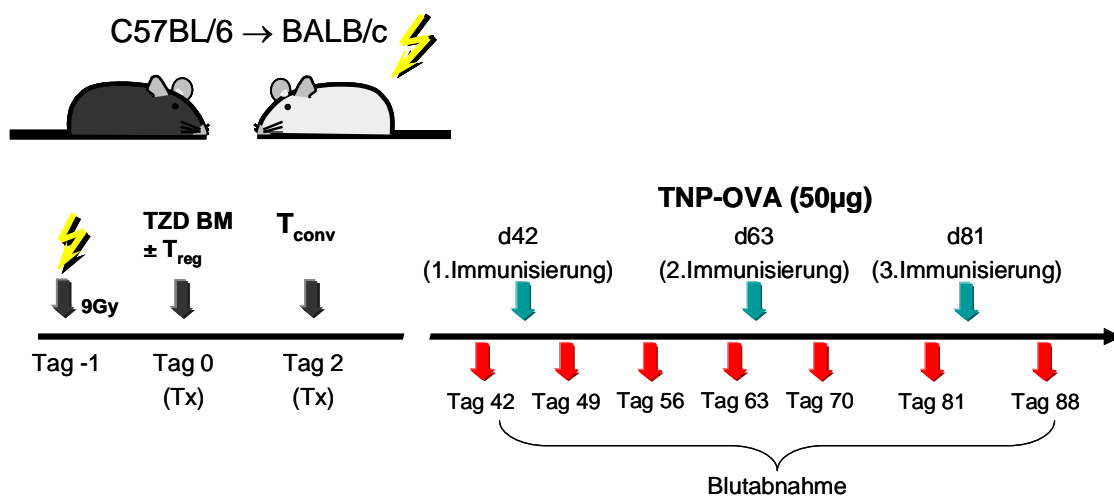 C57BL/6 → BALB/c
TNP-OVA (50µg)
TZD BM
± Treg
Tconv
d42
(1.Immunisierung)
d63
(2.Immunisierung)
d81
(3.Immunisierung)
9Gy
Tag -1
Tag 0
(Tx)
Tag 2
(Tx)
Tag 42
Tag 49
Tag 56
Tag 63
Tag 70
Tag 81
Tag 88
Blutabnahme